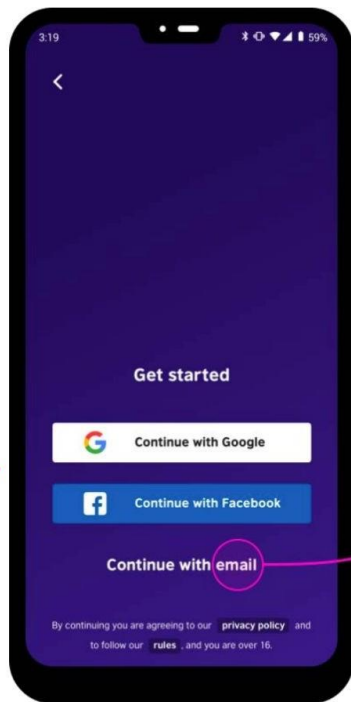 3:19 59%
Get started
Continue with Google
Continue with Facebook
Continue with email
By continuing you are agreeing to our privacy policy and
to follow our rules , and you are over 16.